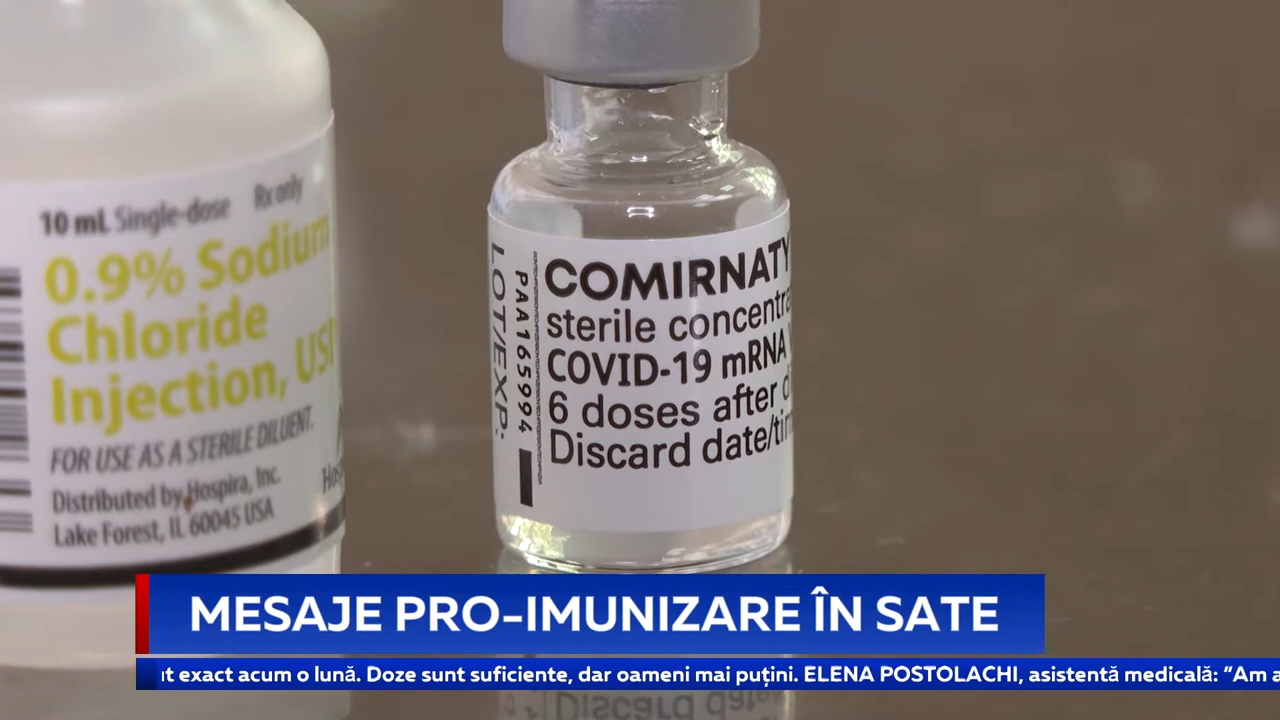 10 mL Single-dose Rx only
0.9% Sodium
Chloride
Injection, USP
FOR USE AS A STERILE DILUENT.
Distributed by Hospira, Inc.
Lake Forest, IL 60045 USA
LOT/EXP:
PAA165994
COMIRNATY
sterile concentra
COVID-19 mRNA
6 doses after d
Discard date/tim
MESAJE PRO-IMUNIZARE ÎN SATE
ut exact acum o lună. Doze sunt suficiente, dar oameni mai puțini. ELENA POSTOLACHI, asistentă medicală: ”Am a